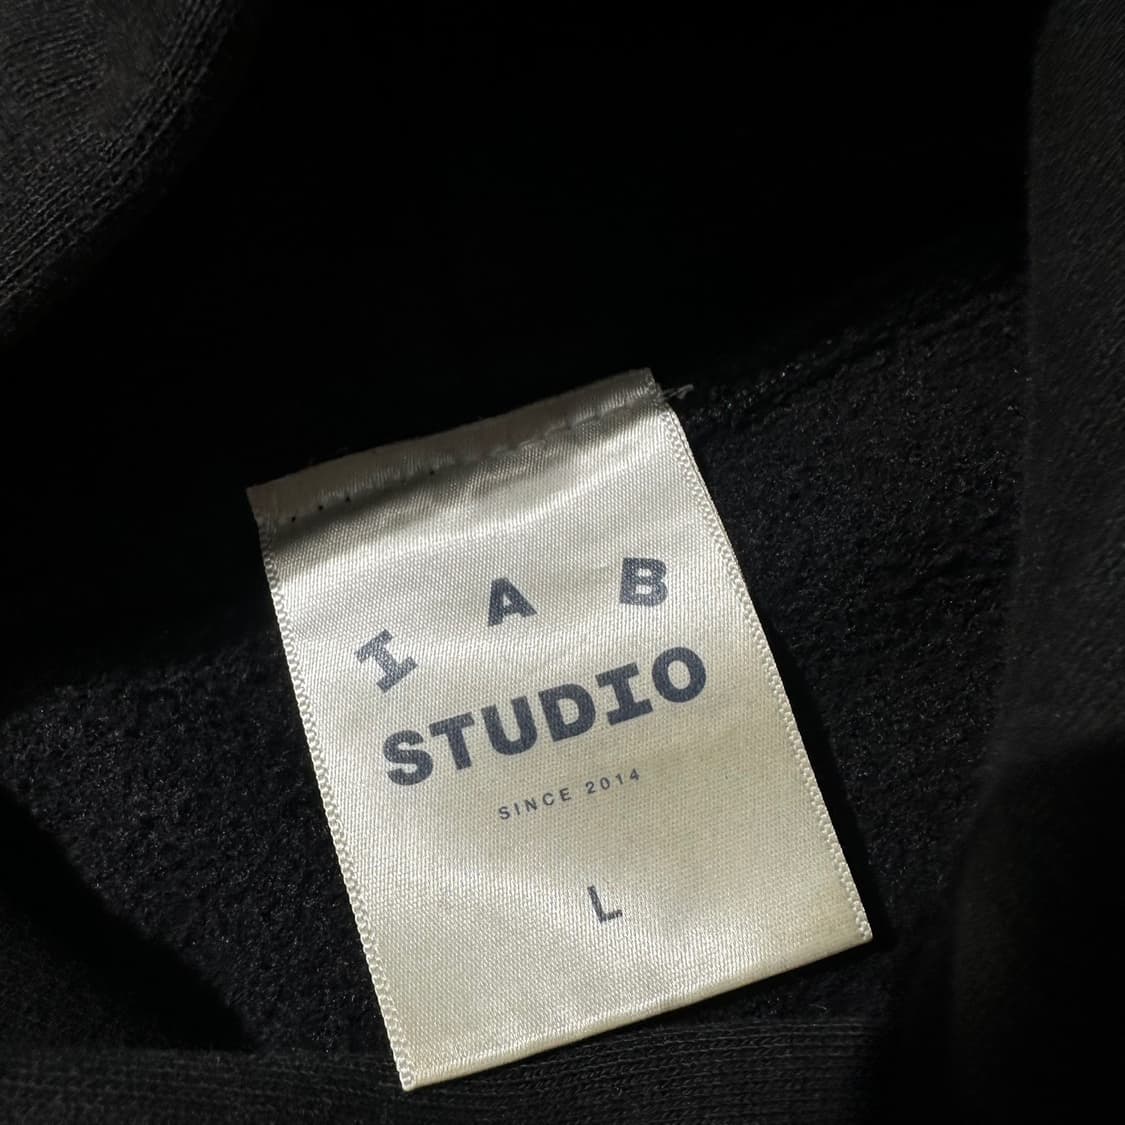 I A B
STUDIO
SINCE 2014
L